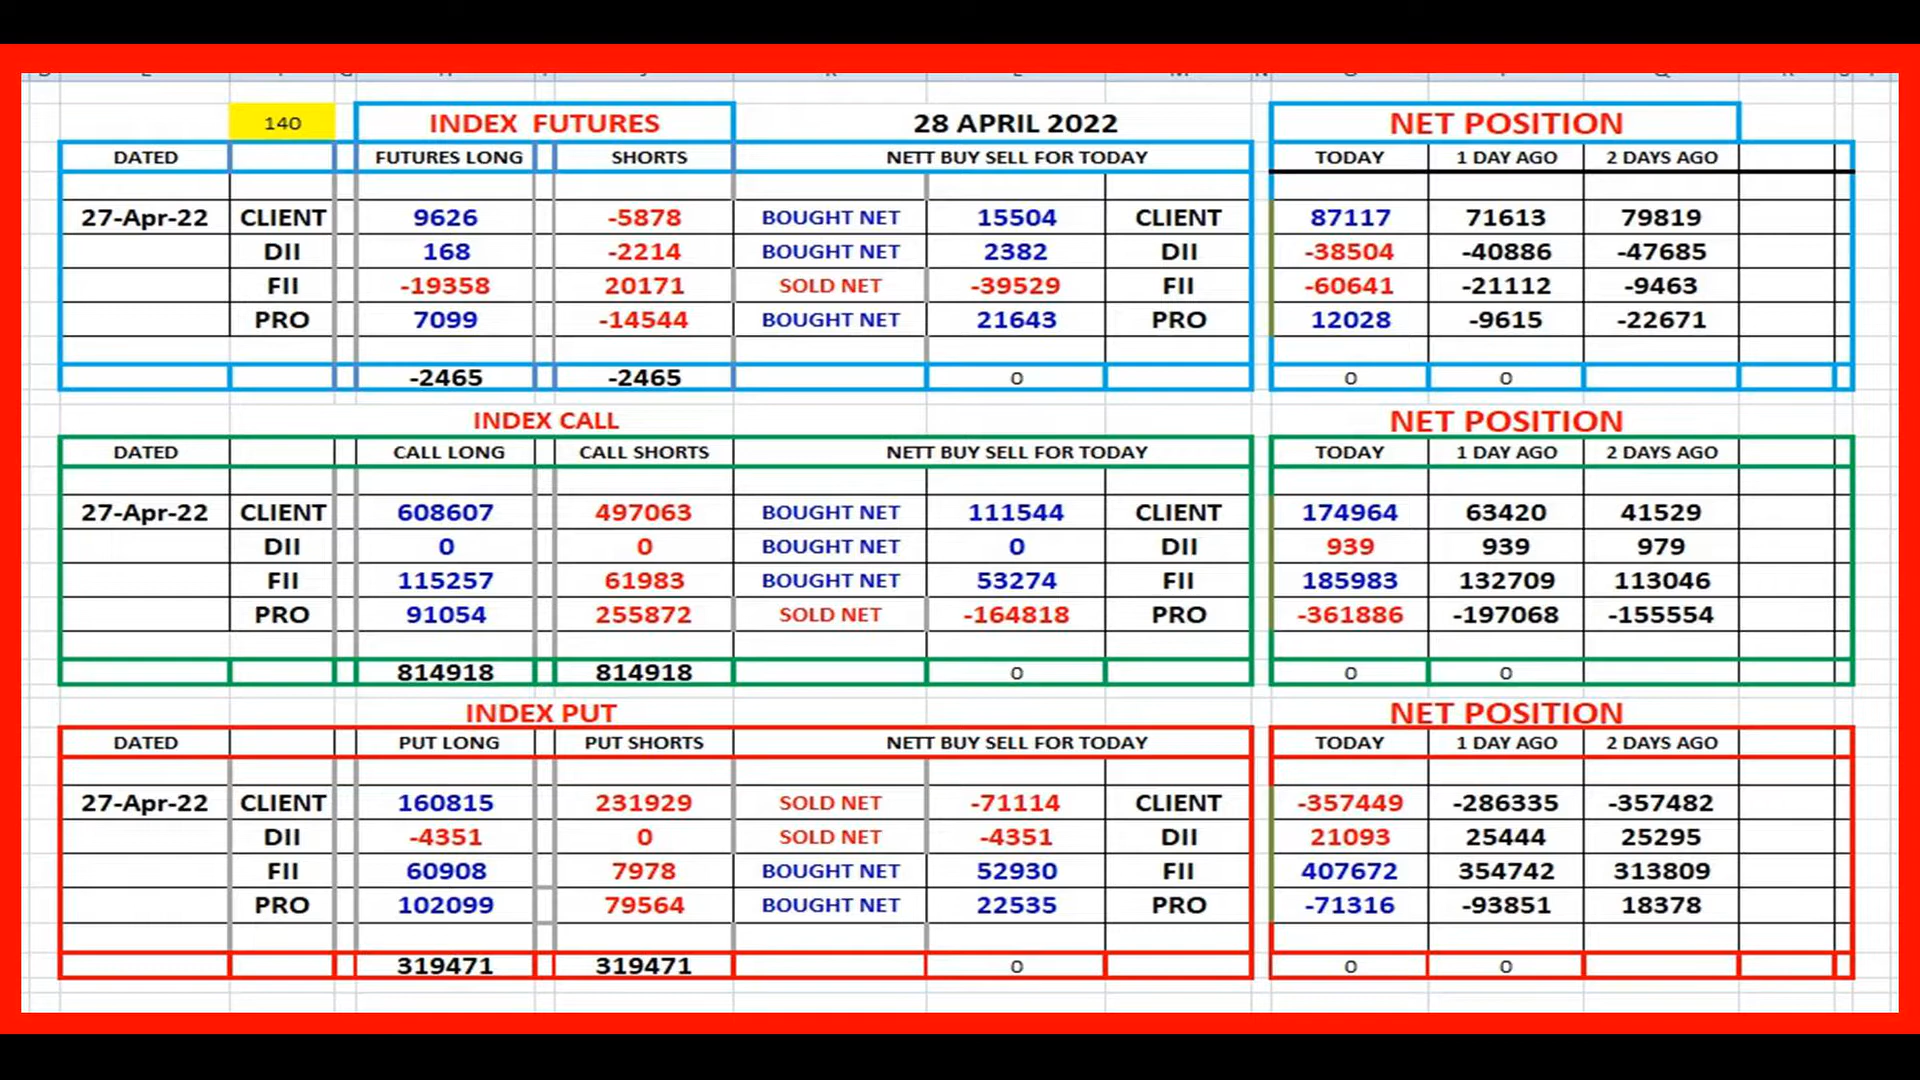 140 INDEX FUTURES 28 APRIL 2022 NET POSITION
DATED FUTURES LONG SHORTS NETT BUY SELL FOR TODAY TODAY 1 DAY AGO 2 DAYS AGO
27-Apr-22 CLIENT 9626 -5878 BOUGHT NET 15504 CLIENT 87117 71613 79819
DII 168 -2214 BOUGHT NET 2382 DII -38504 -40886 -47685
FII -19358 20171 SOLD NET -39529 FII -60641 -21112 -9463
PRO 7099 -14544 BOUGHT NET 21643 PRO 12028 -9615 -22671
-2465 -2465 0 0 0
INDEX CALL NET POSITION
DATED CALL LONG CALL SHORTS NETT BUY SELL FOR TODAY TODAY 1 DAY AGO 2 DAYS AGO
27-Apr-22 CLIENT 608607 497063 BOUGHT NET 111544 CLIENT 174964 63420 41529
DII 0 0 BOUGHT NET 0 DII 939 939 979
FII 115257 61983 BOUGHT NET 53274 FII 185983 132709 113046
PRO 91054 255872 SOLD NET -164818 PRO -361886 -197068 -155554
814918 814918 0 0 0
INDEX PUT NET POSITION
DATED PUT LONG PUT SHORTS NETT BUY SELL FOR TODAY TODAY 1 DAY AGO 2 DAYS AGO
27-Apr-22 CLIENT 160815 231929 SOLD NET -71114 CLIENT -357449 -286335 -357482
DII -4351 0 SOLD NET -4351 DII 21093 25444 25295
FII 60908 7978 BOUGHT NET 52930 FII 407672 354742 313809
PRO 102099 79564 BOUGHT NET 22535 PRO -71316 -93851 18378
319471 319471 0 0 0